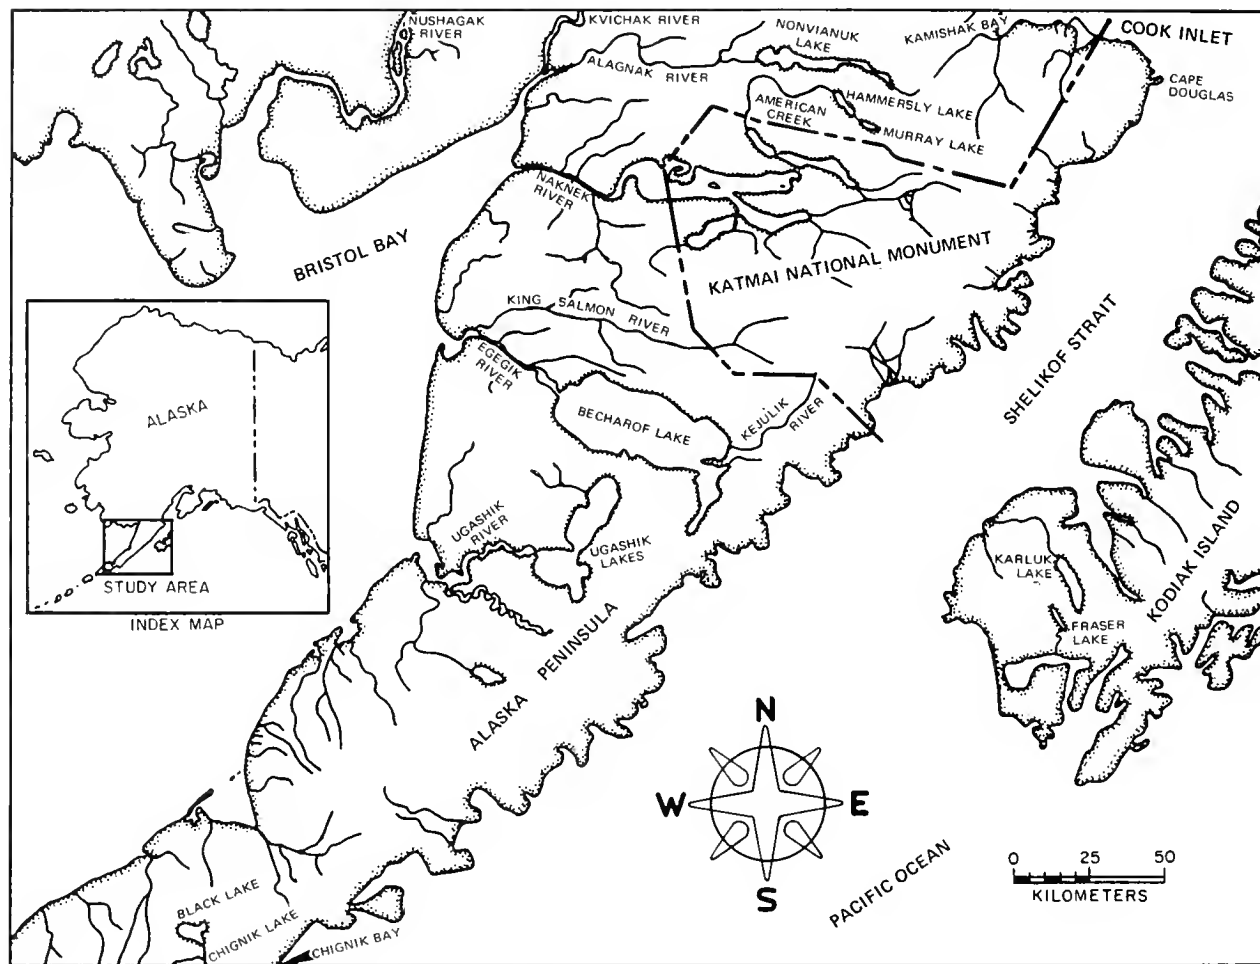 NUSHAGAK
RIVER
KVICHAK RIVER
NONVIANUK
LAKE
KAMISHAK BAY
COOK INLET
CAPE
DOUGLAS
ALAGNAK RIVER
HAMMERSLY LAKE
AMERICAN
CREEK
MURRAY LAKE
NAKNEK
RIVER
BRISTOL BAY
KATMAI NATIONAL MONUMENT
KING SALMON RIVER
SHELIKOF STRAIT
EGEGIK
RIVER
BECHAROF LAKE
KEJULIK
RIVER
ALASKA
STUDY AREA
INDEX MAP
UGASHIK
RIVER
UGASHIK
LAKES
KARLUK
LAKE
FRASER
LAKE
KODIAK ISLAND
ALASKA PENINSULA
N
W
E
S
PACIFIC OCEAN
0 25 50
KILOMETERS
BLACK LAKE
CHIGNIK LAKE
CHIGNIK BAY